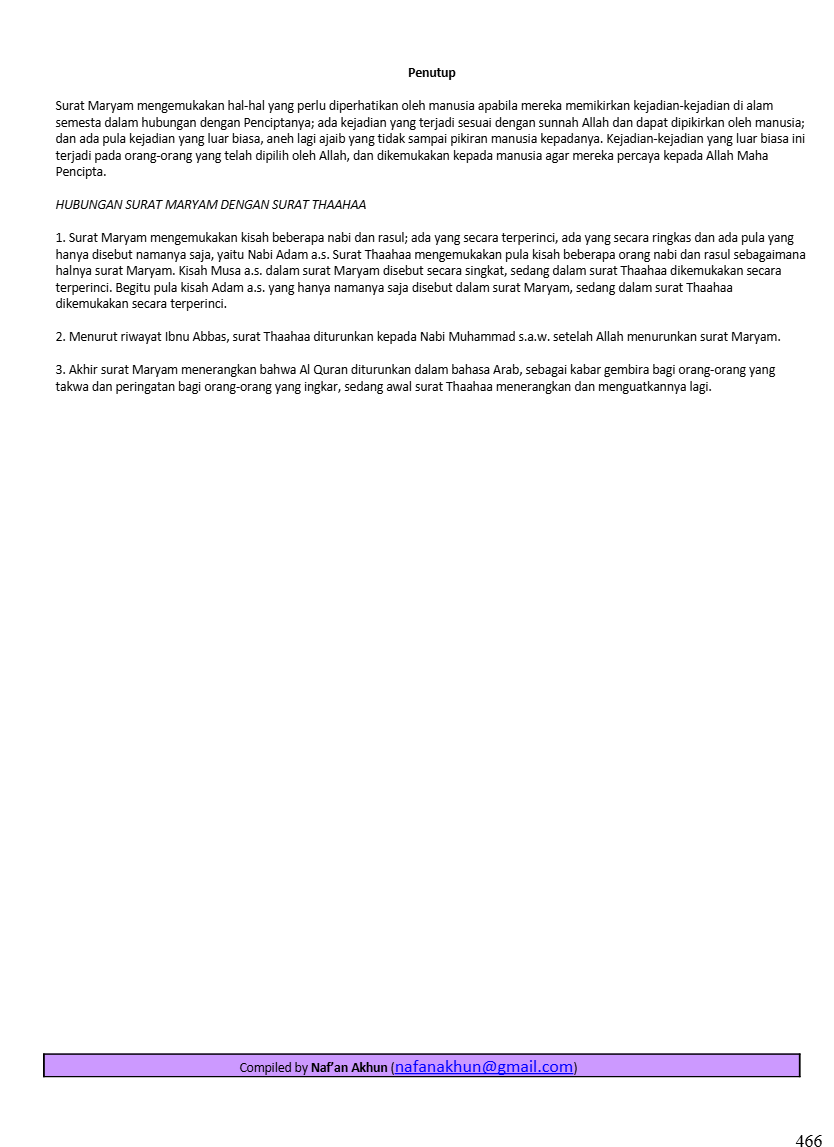 Penutup
Surat Maryam mengemukakan hal-hal yang perlu diperhatikan oleh manusia apabila mereka memikirkan kejadian-kejadian di alam
semesta dalam hubungan dengan Penciptanya; ada kejadian yang terjadi sesuai dengan sunnah Allah dan dapat dipikirkan oleh manusia;
dan ada pula kejadian yang luar biasa, aneh lagi ajaib yang tidak sampai pikiran manusia kepadanya. Kejadian-kejadian yang luar biasa ini
terjadi pada orang-orang yang telah dipilih oleh Allah, dan dikemukakan kepada manusia agar mereka percaya kepada Allah Maha
Pencipta.
HUBUNGAN SURAT MARYAM DENGAN SURAT THAAHAA
1. Surat Maryam mengemukakan kisah beberapa nabi dan rasul; ada yang secara terperinci, ada yang secara ringkas dan ada pula yang
hanya disebut namanya saja, yaitu Nabi Adam a.s. Surat Thaahaa mengemukakan pula kisah beberapa orang nabi dan rasul sebagaimana
halnya surat Maryam. Kisah Musa a.s. dalam surat Maryam disebut secara singkat, sedang dalam surat Thaahaa dikemukakan secara
terperinci. Begitu pula kisah Adam a.s. yang hanya namanya saja disebut dalam surat Maryam, sedang dalam surat Thaahaa
dikemukakan secara terperinci.
2. Menurut riwayat Ibnu Abbas, surat Thaahaa diturunkan kepada Nabi Muhammad s.a.w. setelah Allah menurunkan surat Maryam.
3. Akhir surat Maryam menerangkan bahwa Al Quran diturunkan dalam bahasa Arab, sebagai kabar gembira bagi orang-orang yang
takwa dan peringatan bagi orang-orang yang ingkar, sedang awal surat Thaahaa menerangkan dan menguatkannya lagi.
Compiled by Naf’an Akhun (nafanakhun@gmail.com)
466